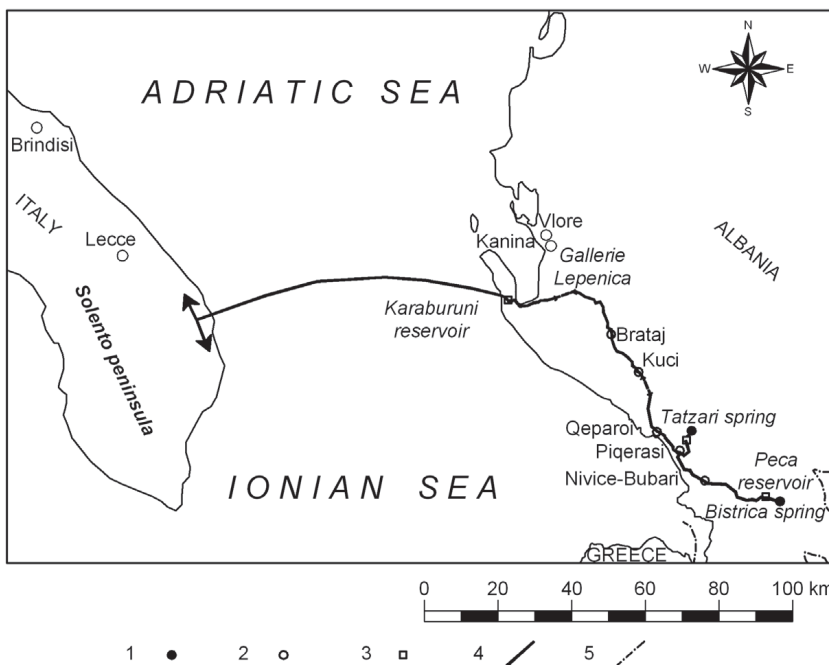 N
W E
S
ADRIATIC SEA
Brindisi
ITALY
Lecce
Solento peninsula
Vlore
Kanina
Gallerie
Lepenica
ALBANIA
Karaburuni
reservoir
Brataj
Kuci
Tatzari spring
Qeparoi
Piqerasi
Peca
reservoir
Nivice-Bubari
Bistrica spring
IONIAN SEA
GREECE
0 20 40 60 80 100 km
1 2 3 4 5